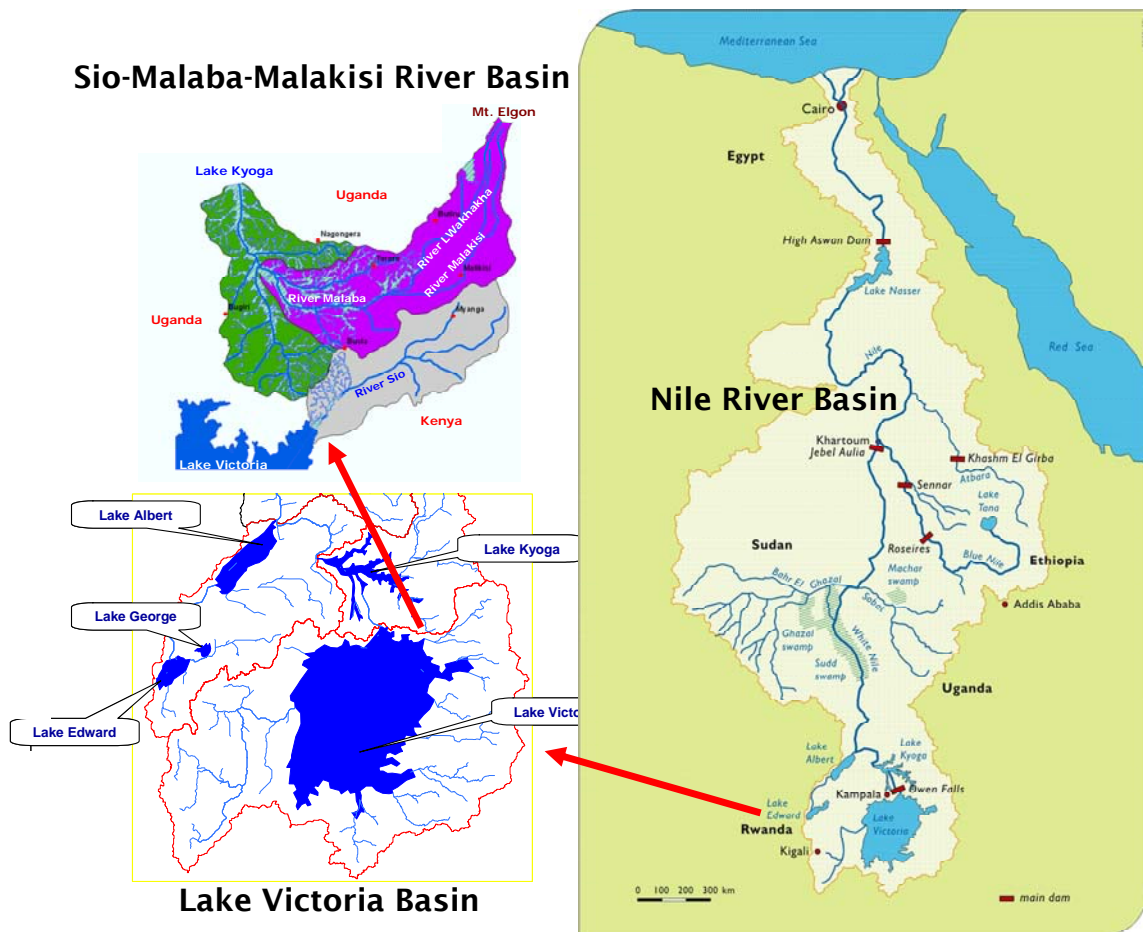 Sio-Malaba-Malakisi River Basin
Mt. Elgon
Lake Kyoga
Uganda
Nagongera
River LWakhakha
River Malakisi
River Malaba
Uganda
Bugiri
Myanga
River Sio
Kenya
Lake Victoria
Lake Albert
Lake Kyoga
Lake George
Lake Edward
Lake Victo
Lake Victoria Basin
Mediterranean Sea
Cairo
Egypt
High Aswan Dam
Lake Nasser
Red Sea
Nile
Nile River Basin
Khartoum
Jebel Aulia
Khashm El Girba
Atbara
Sennar
Lake
Tana
Roseires
Sudan
Blue Nile
Ethiopia
Machar
swamp
Bahr El Ghazal
Sobat
Addis Ababa
Ghazal
swamp
White Nile
Sudd
swamp
Uganda
Lake
Albert
Lake
Kyoga
Kampala
Owen Falls
Lake
Edward
Lake
Victoria
Rwanda
Kigali
0 100 200 300 km
main dam